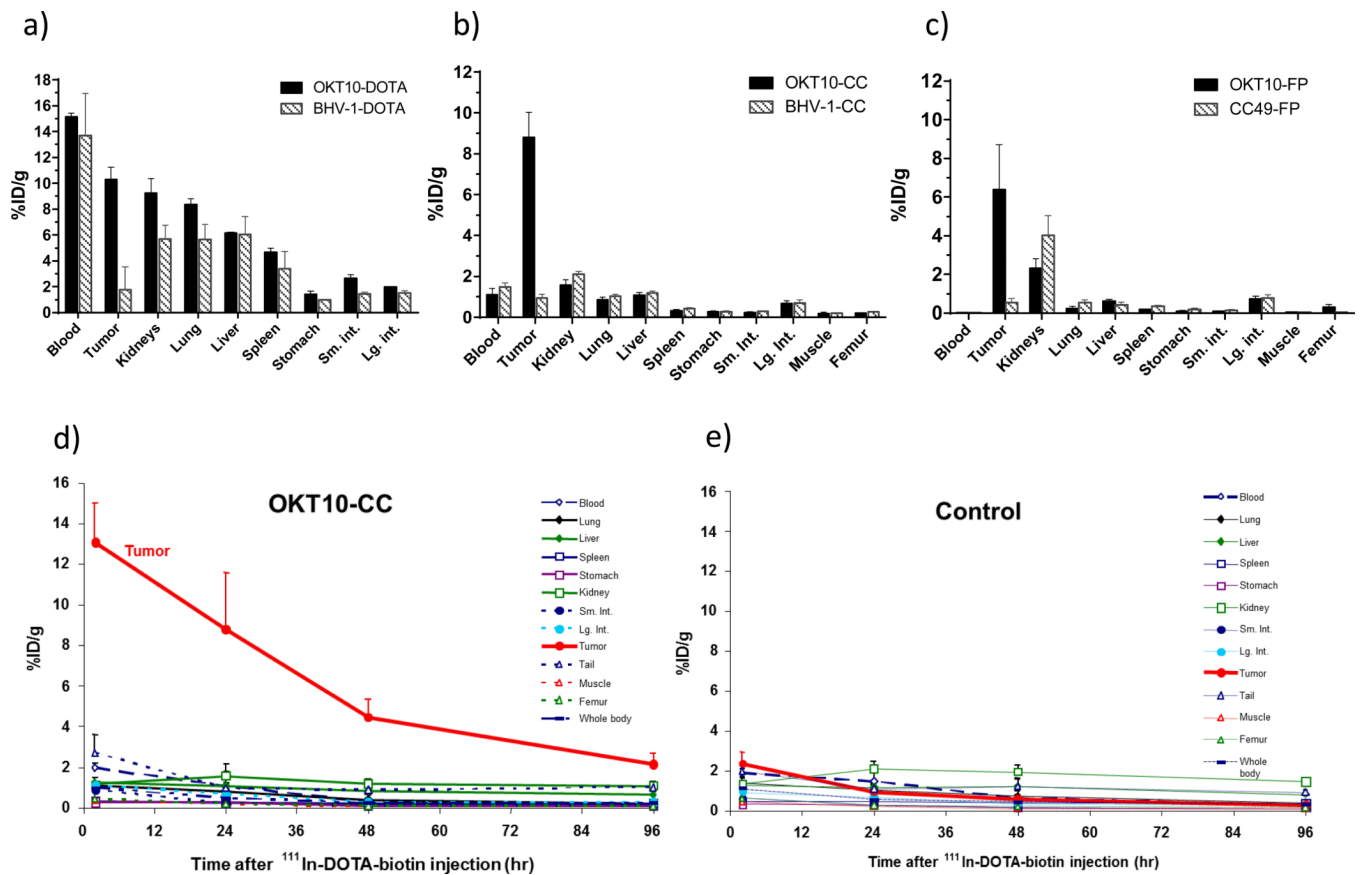 a)
18
16
14
12
10
8
6
4
2
0
%ID/g
OKT10-DOTA
BHV-1-DOTA
Blood
Tumor
Kidneys
Lung
Liver
Spleen
Stomach
Sm. int.
Lg. int.
b)
12
10
8
6
4
2
0
%ID/g
OKT10-CC
BHV-1-CC
Blood
Tumor
Kidney
Lung
Liver
Spleen
Stomach
Sm. Int.
Lg. Int.
Muscle
Femur
c)
12
10
8
6
4
2
0
%ID/g
OKT10-FP
CC49-FP
Blood
Tumor
Kidneys
Lung
Liver
Spleen
Stomach
Sm. int.
Lg. int.
Muscle
Femur
d)
16
14
12
10
8
6
4
2
0
%ID/g
OKT10-CC
Tumor
Blood
Lung
Liver
Spleen
Stomach
Kidney
Sm. Int.
Lg. Int.
Tumor
Tail
Muscle
Femur
Whole body
0 12 24 36 48 60 72 84 96
Time after ¹¹¹In-DOTA-biotin injection (hr)
e)
16
14
12
10
8
6
4
2
0
%ID/g
Control
Blood
Lung
Liver
Spleen
Stomach
Kidney
Sm. Int.
Lg. Int.
Tumor
Tail
Muscle
Femur
Whole
body
0 12 24 36 48 60 72 84 96
Time after ¹¹¹In-DOTA-biotin injection (hr)